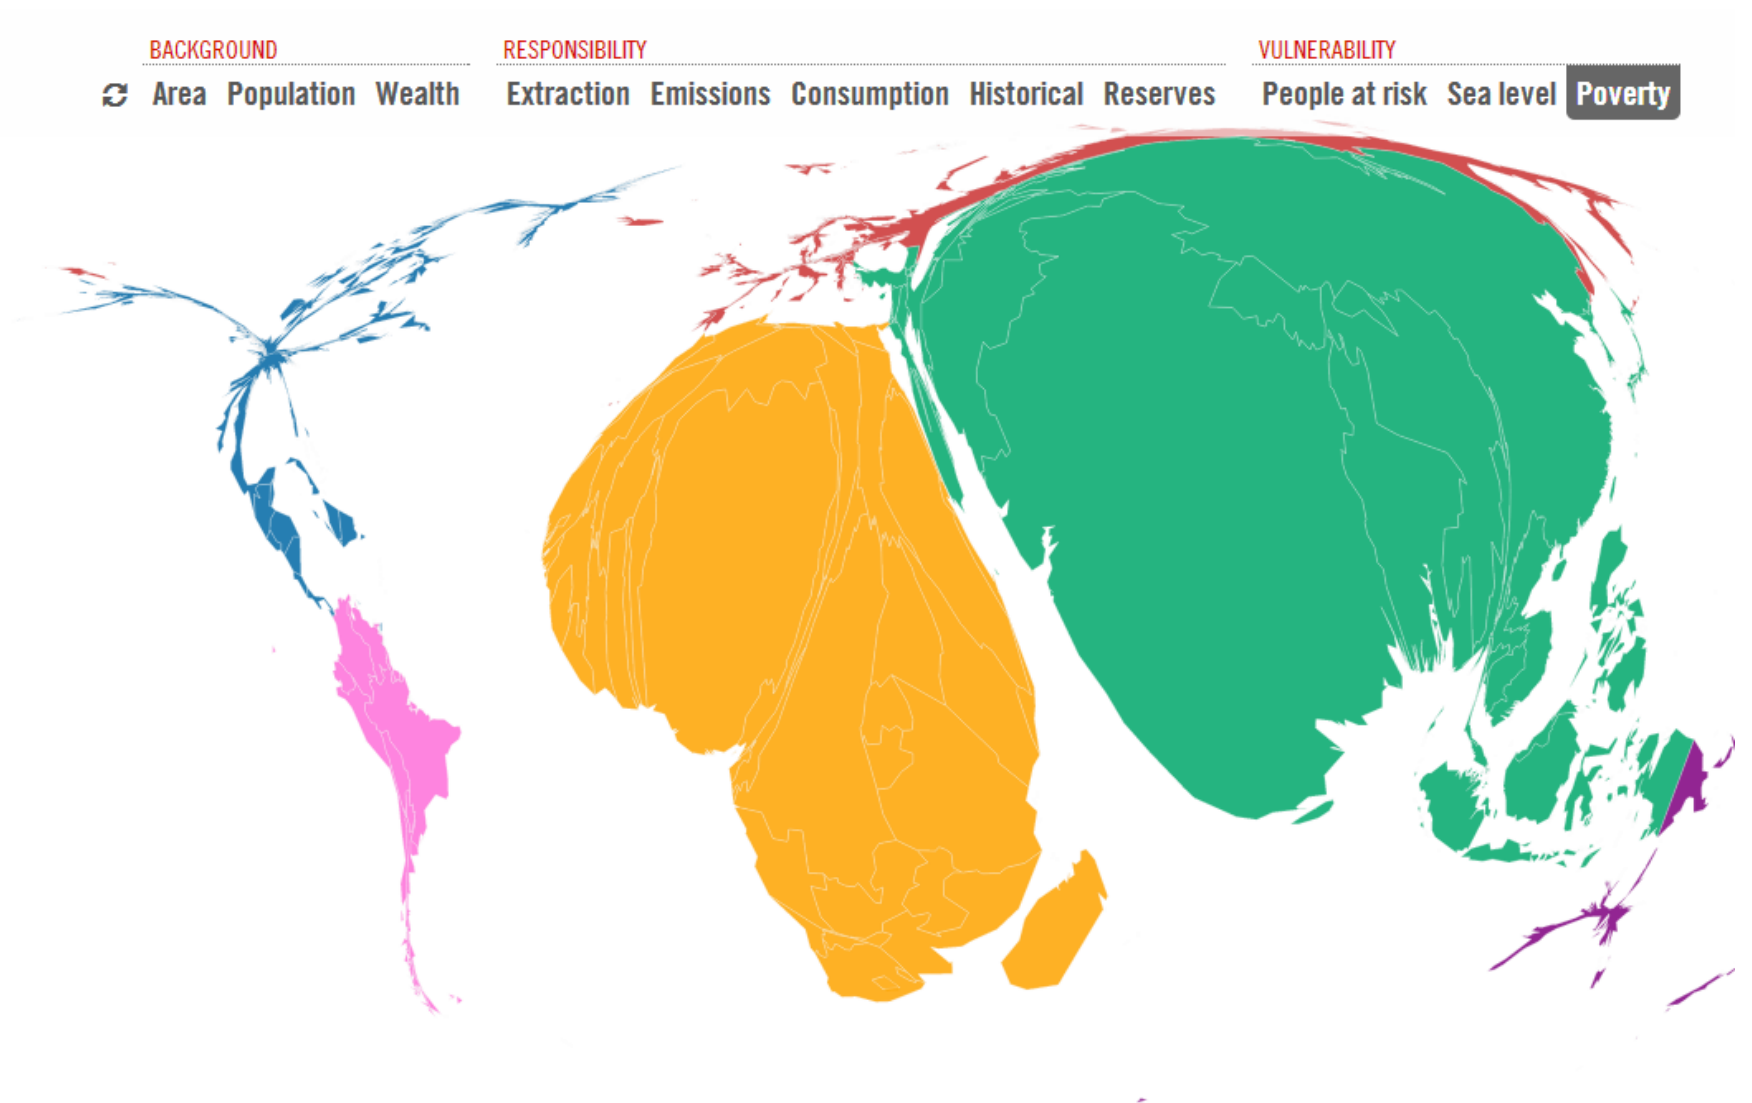 BACKGROUND RESPONSIBILITY VULNERABILITY
Area Population Wealth Extraction Emissions Consumption Historical Reserves People at risk Sea level Poverty